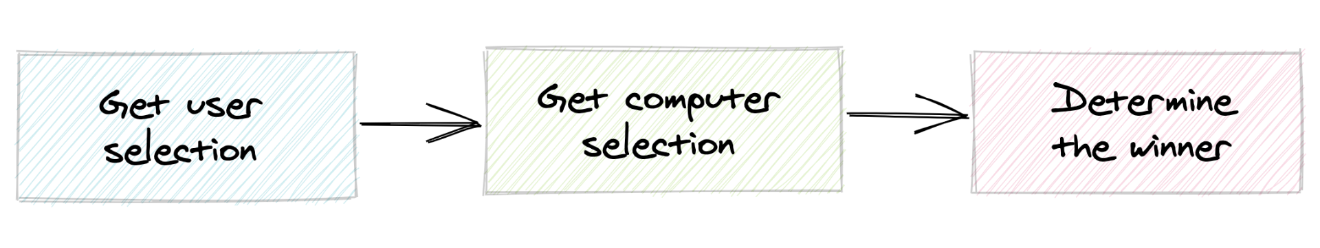 Get user
selection
Get computer
selection
Determine
the winner